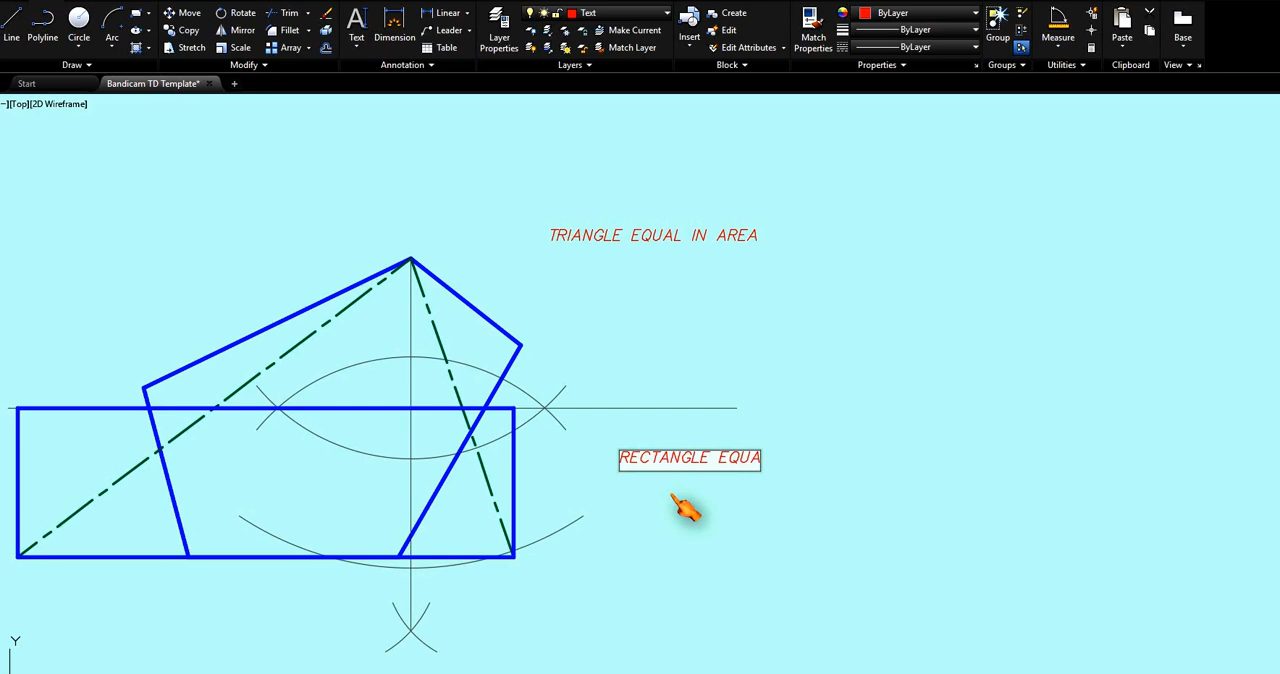 Line Polyline Circle Arc Move Rotate Trim Text Dimension Linear Text Layer Properties Insert Create Match Properties ByLayer Group Measure Paste Base
Copy Mirror Fillet Leader Make Current Edit ByLayer
Stretch Scale Array Table Match Layer Edit Attributes ByLayer
Draw Modify Annotation Layers Block Properties Groups Utilities Clipboard View
Start Bandicam TD Template* +
−][Top][2D Wireframe]
TRIANGLE EQUAL IN AREA
RECTANGLE EQUA
Y